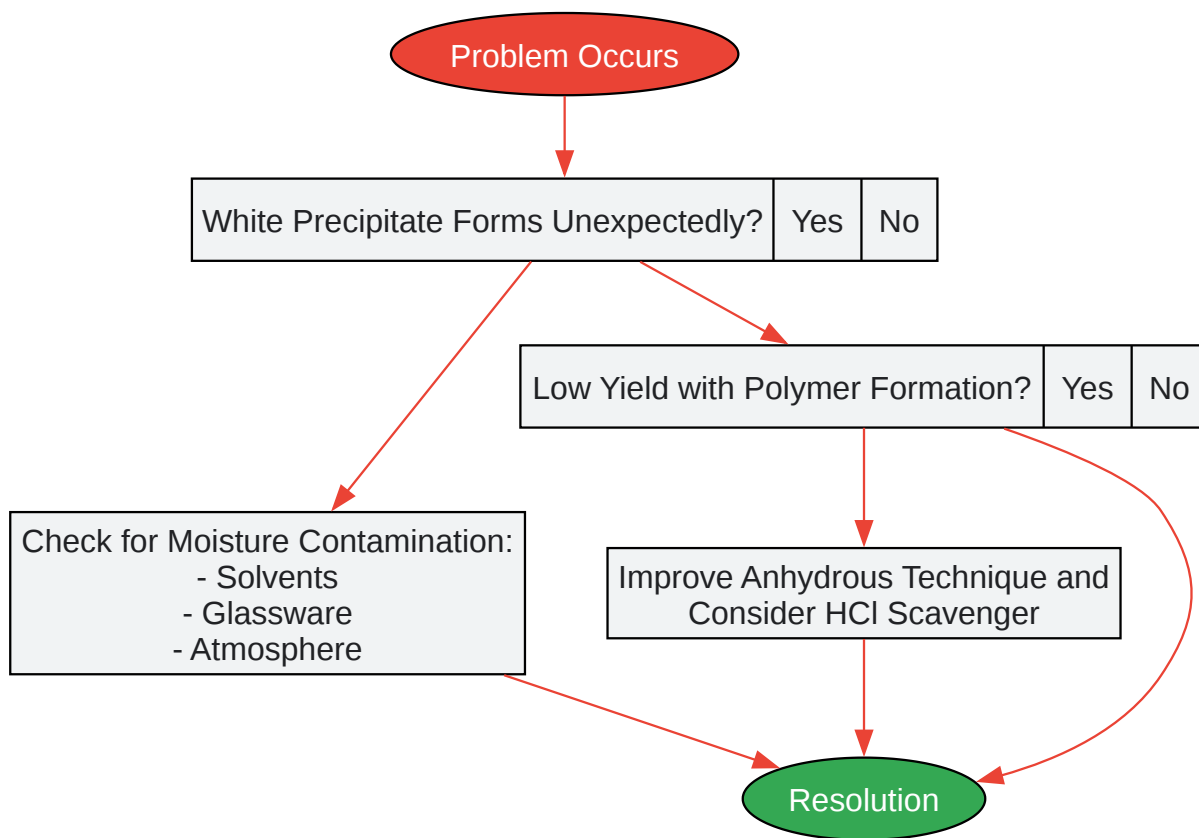 Problem Occurs
White Precipitate Forms Unexpectedly? Yes No
Low Yield with Polymer Formation? Yes No
Check for Moisture Contamination:
- Solvents
- Glassware
- Atmosphere
Improve Anhydrous Technique and
Consider HCl Scavenger
Resolution